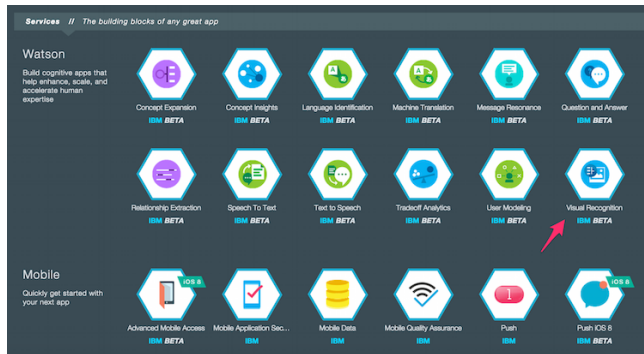 Services // The building blocks of any great app
Watson
Build cognitive apps that
help enhance, scale, and
accelerate human
expertise
Concept Expansion
IBM BETA
Concept Insights
IBM BETA
Language Identification
IBM BETA
Machine Translation
IBM BETA
Message Resonance
IBM BETA
Question and Answer
IBM BETA
Relationship Extraction
IBM BETA
Speech To Text
IBM BETA
Text to Speech
IBM BETA
Tradeoff Analytics
IBM BETA
User Modeling
IBM BETA
Visual Recognition
IBM BETA
Mobile
Quickly get started with
your next app
iOS 8
Advanced Mobile Access
IBM BETA
Mobile Application Sec...
IBM
Mobile Data
IBM
Mobile Quality Assurance
IBM
1
Push
IBM
iOS 8
Push iOS 8
IBM BETA